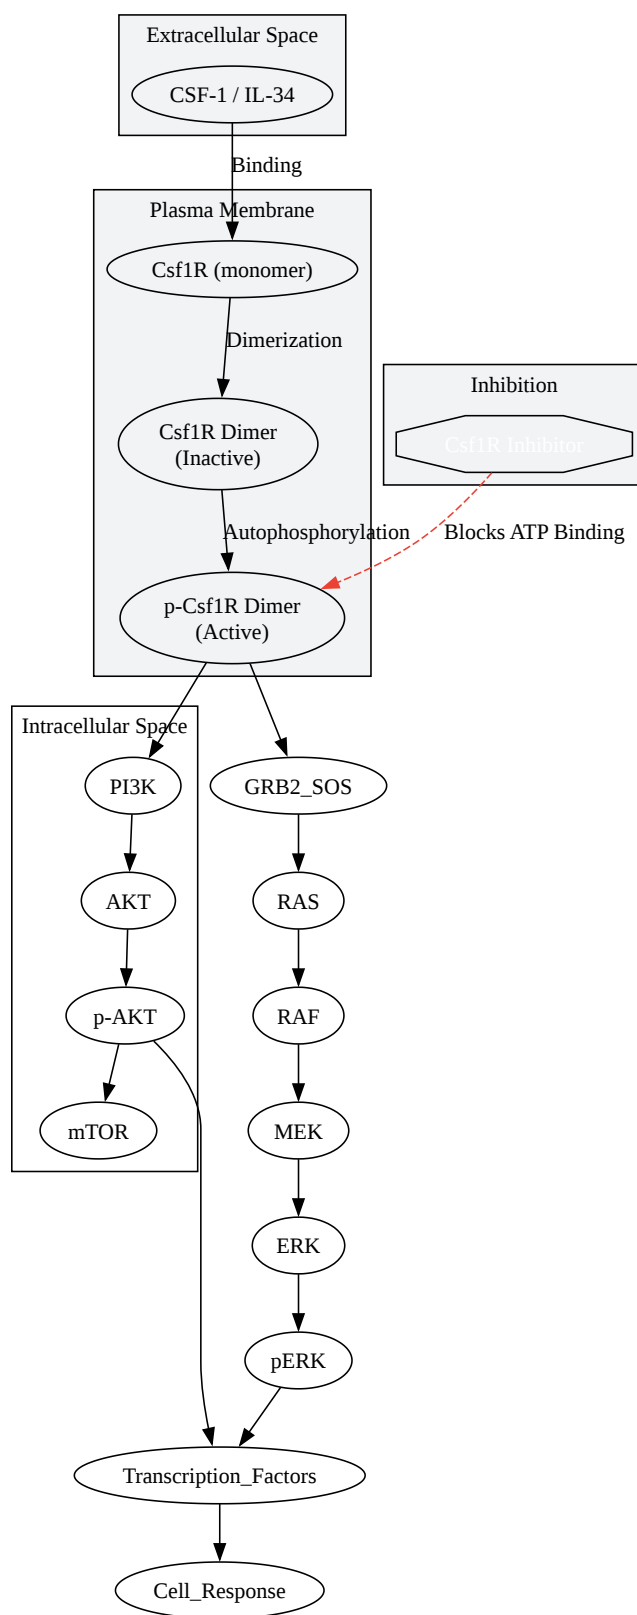 Extracellular Space
CSF-1 / IL-34
Binding
Plasma Membrane
Csf1R (monomer)
Dimerization
Inhibition
Csf1R Dimer
(Inactive)
Csf1R Inhibitor
Autophosphorylation
Blocks ATP Binding
p-Csf1R Dimer
(Active)
Intracellular Space
PI3K
GRB2_SOS
AKT
RAS
p-AKT
RAF
mTOR
MEK
ERK
pERK
Transcription_Factors
Cell_Response